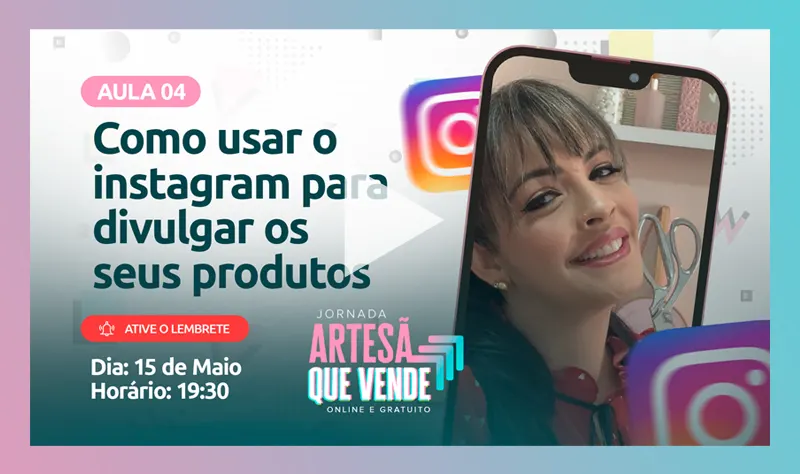 AULA 04
Como usar o
instagram para
divulgar os
seus produtos
ATIVE O LEMBRETE
Dia: 15 de Maio
Horário: 19:30
JORNADA
ARTESÃ
QUE VENDE
ONLINE E GRATUITO